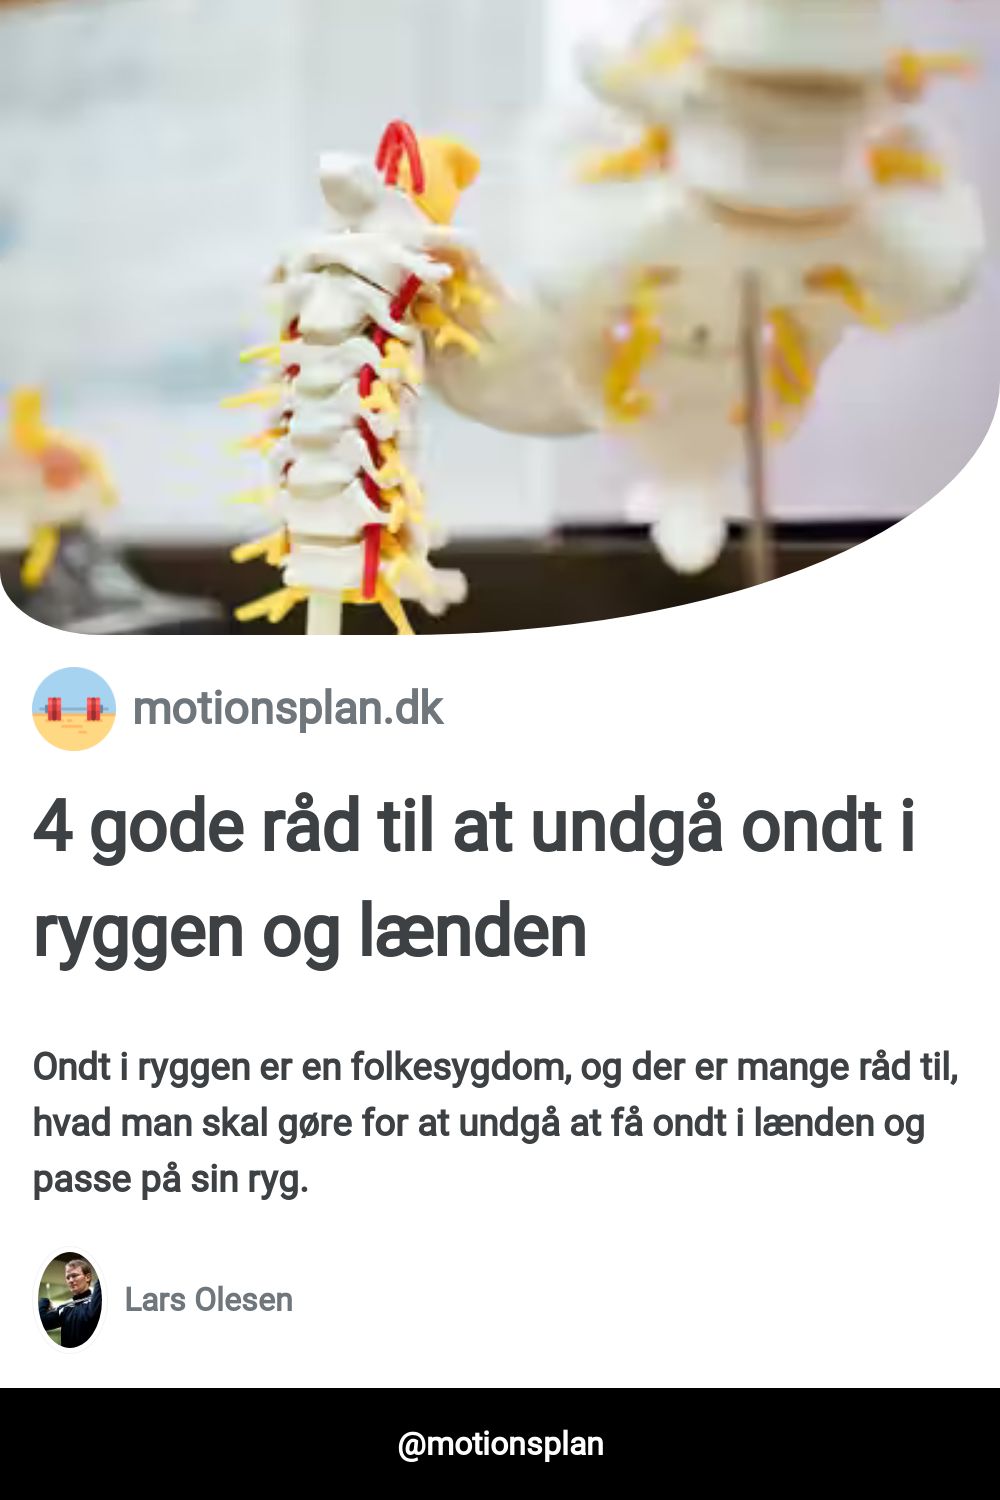 motionsplan.dk
4 gode råd til at undgå ondt i
ryggen og lænden
Ondt i ryggen er en folkesygdom, og der er mange råd til,
hvad man skal gøre for at undgå at få ondt i lænden og
passe på sin ryg.
Lars Olesen
@motionsplan